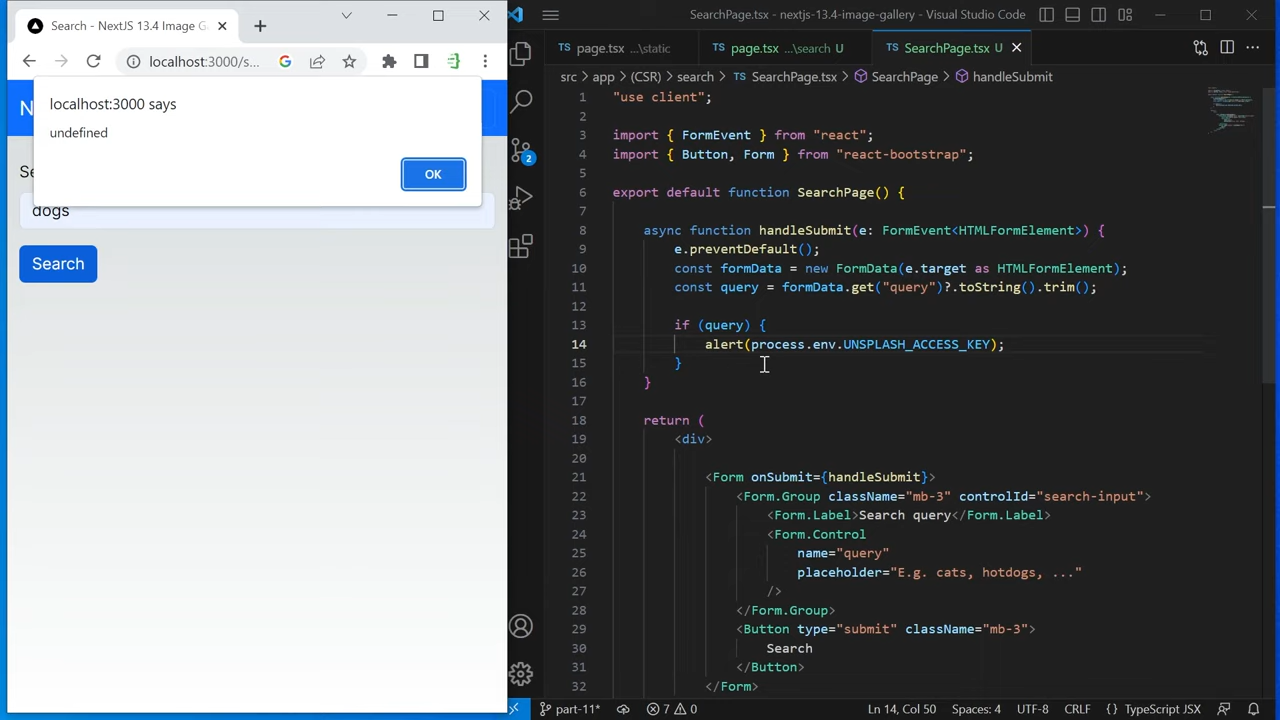 Search - NextJS 13.4 Image G
localhost:3000/s...
localhost:3000 says
undefined
OK
N
Se
dogs
Search
SearchPage.tsx - nextjs-13.4-image-gallery - Visual Studio Code
TS page.tsx ...\static
TS page.tsx ...\search U
TS SearchPage.tsx U
src > app > (CSR) > search > TS SearchPage.tsx > SearchPage > handleSubmit
1 "use client";
2
3 import { FormEvent } from "react";
4 import { Button, Form } from "react-bootstrap";
5
6 export default function SearchPage() {
7
8 async function handleSubmit(e: FormEvent<HTMLFormElement>) {
9 e.preventDefault();
10 const formData = new FormData(e.target as HTMLFormElement);
11 const query = formData.get("query")?.toString().trim();
12
13 if (query) {
14 alert(process.env.UNSPLASH_ACCESS_KEY);
15 }
16 }
17
18 return (
19 <div>
20
21 <Form onSubmit={handleSubmit}>
22 <Form.Group className="mb-3" controlId="search-input">
23 <Form.Label>Search query</Form.Label>
24 <Form.Control
25 name="query"
26 placeholder="E.g. cats, hotdogs, ..."
27 />
28 </Form.Group>
29 <Button type="submit" className="mb-3">
30 Search
31 </Button>
32 </Form>
2
part-11*
7
0
Ln 14, Col 50
Spaces: 4
UTF-8
CRLF
{} TypeScript JSX